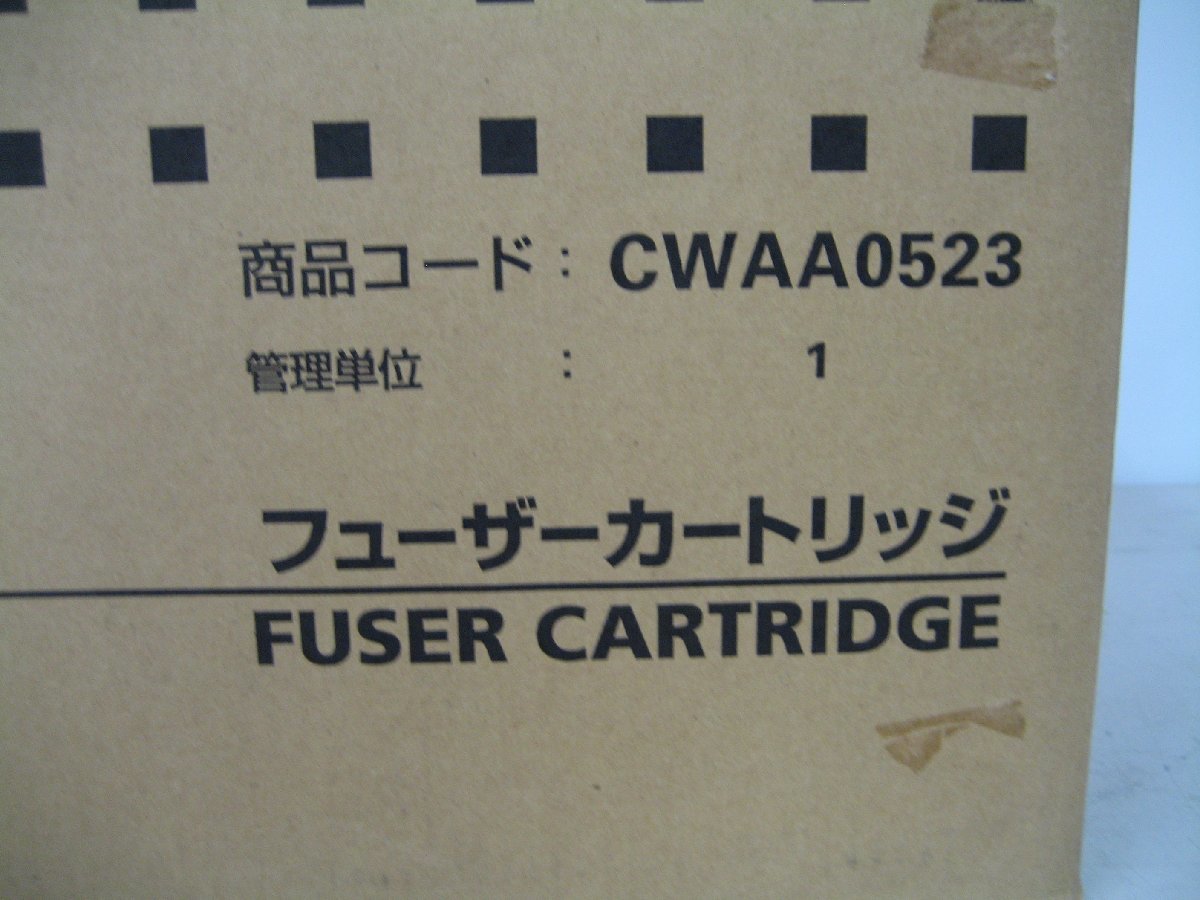 商品コード : CWAA0523
管理単位 : 1
フューザーカートリッジ
FUSER CARTRIDGE